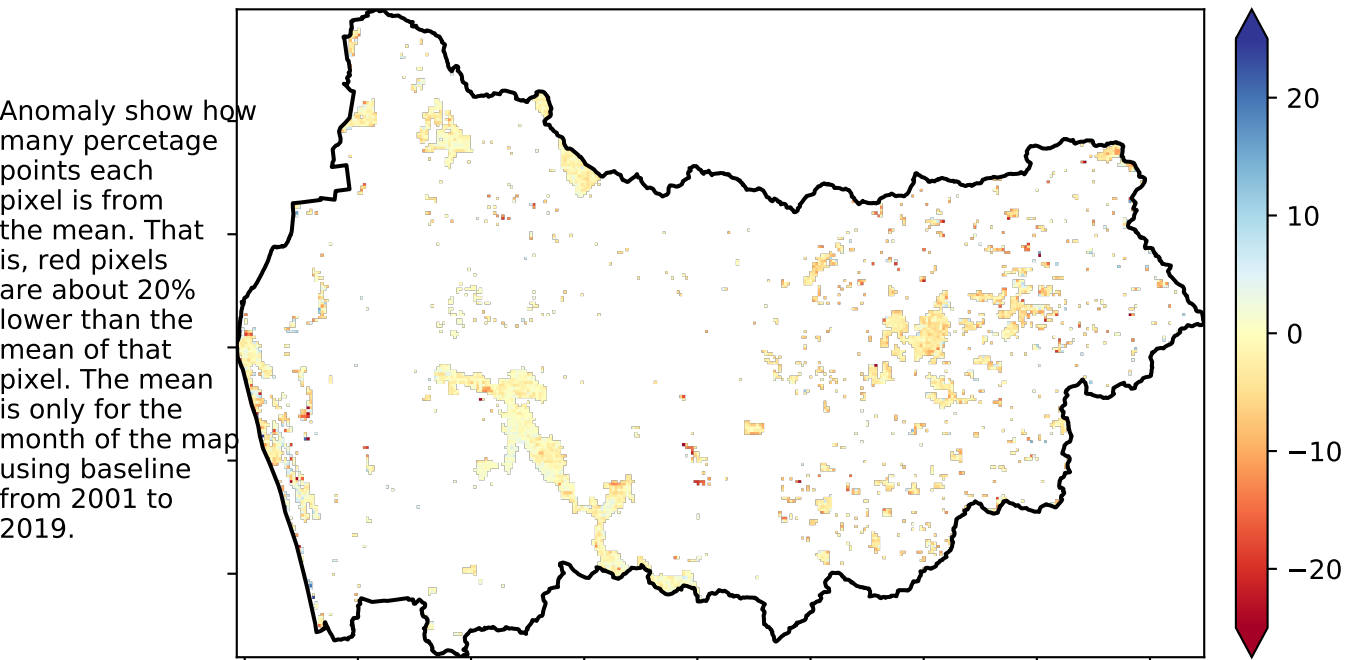 Anomaly show how
many percetage
points each
pixel is from
the mean. That
is, red pixels
are about 20%
lower than the
mean of that
pixel. The mean
is only for the
month of the map
using baseline
from 2001 to
2019.
20
10
0
−10
−20